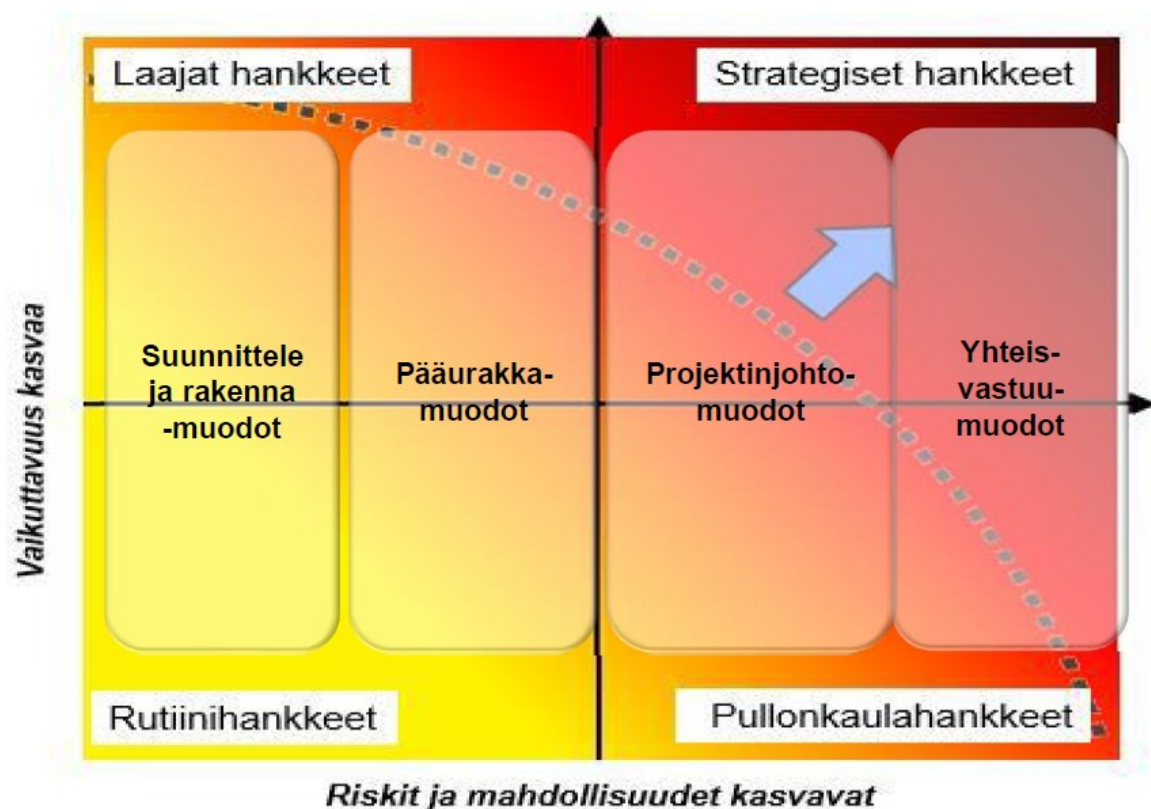 Laajat hankkeet
Strategiset hankkeet
Suunnittele
ja rakenna
-muodot
Pääurakka-
muodot
Projektinjohto-
muodot
Yhteis-
vastuu-
muodot
Vaikuttavuus kasvaa
Rutiinihankkeet
Pullonkaulahankkeet
Riskit ja mahdollisuudet kasvavat